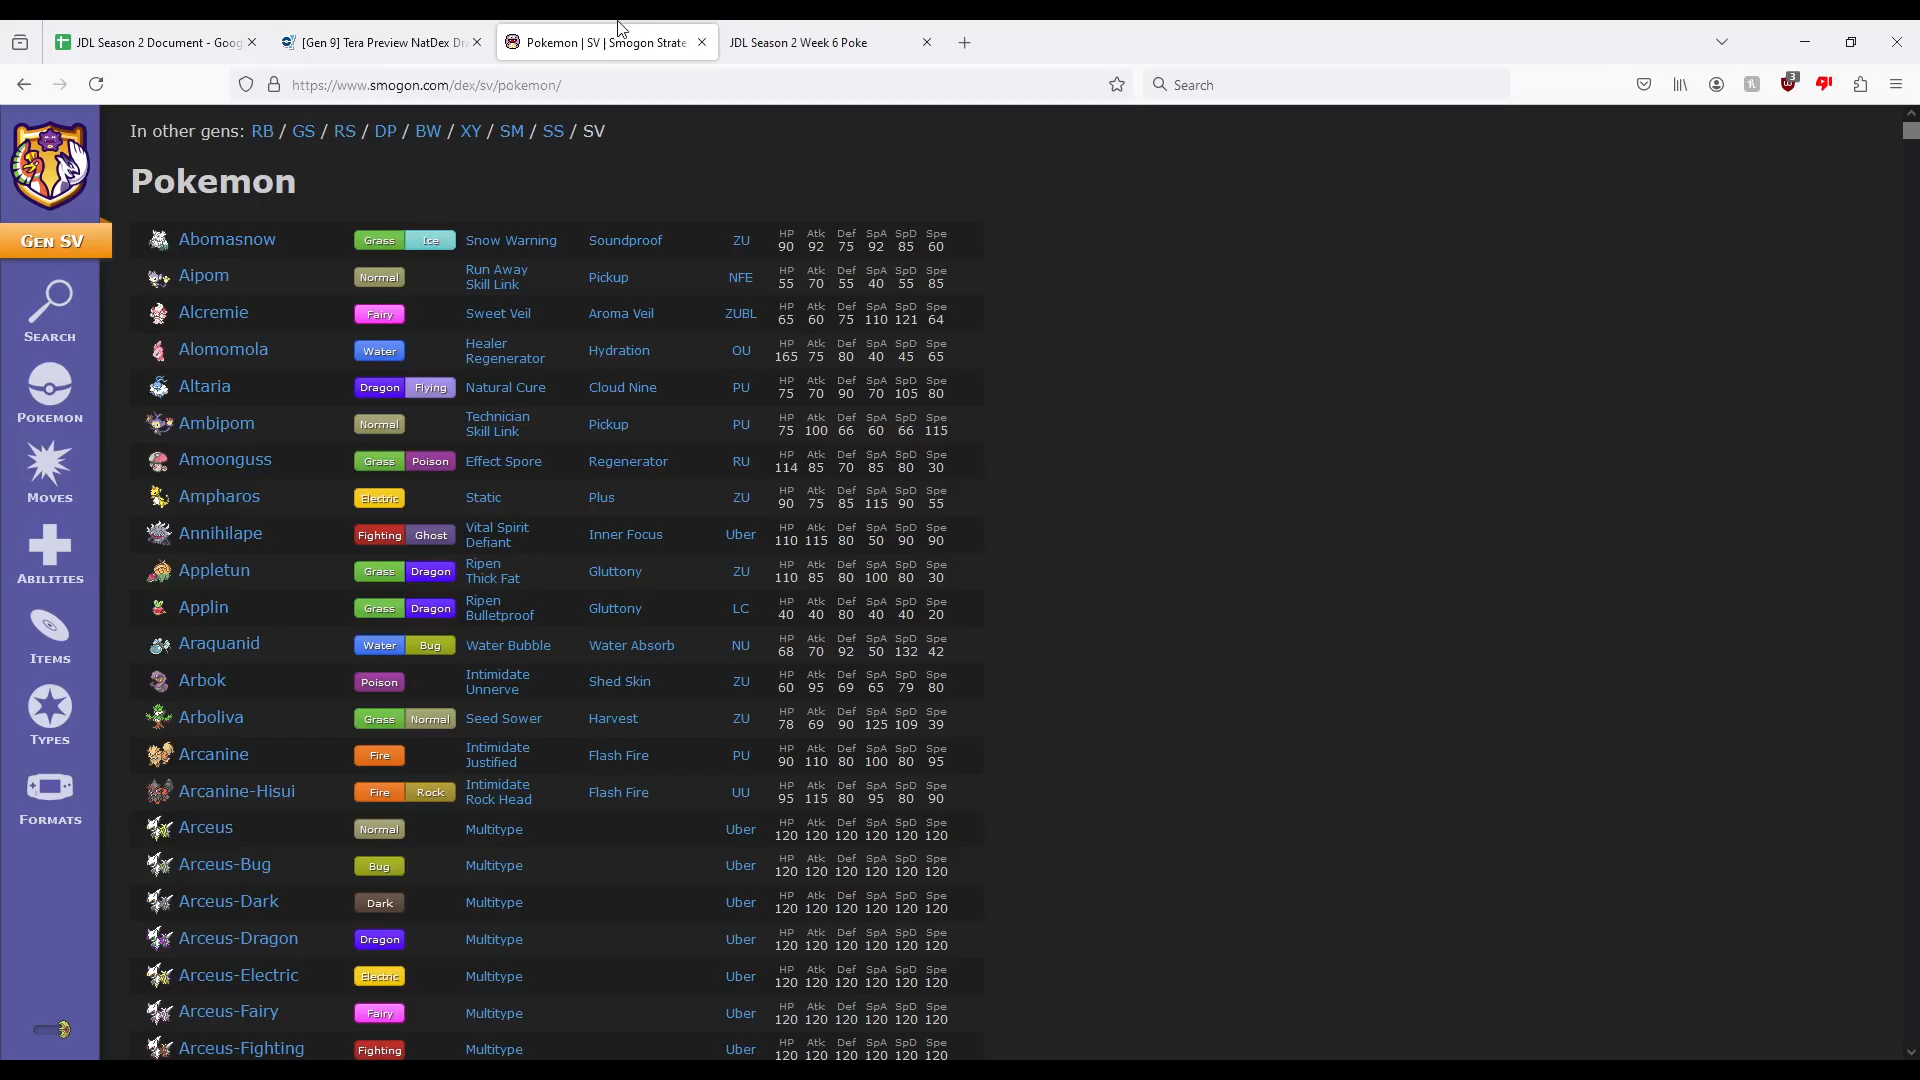 JDL Season 2 Document - Goog
[Gen 9] Tera Preview NatDex Dra
Pokemon | SV | Smogon Strate
JDL Season 2 Week 6 Poke
https://www.smogon.com/dex/sv/pokemon/
Search
3
In other gens: RB / GS / RS / DP / BW / XY / SM / SS / SV
Pokemon
GEN SV
SEARCH
POKEMON
MOVES
ABILITIES
ITEMS
TYPES
FORMATS
Abomasnow Grass Ice Snow Warning Soundproof ZU HP 90 Atk 92 Def 75 SpA 92 SpD 85 Spe 60
Aipom Normal Run Away Skill Link Pickup NFE HP 55 Atk 70 Def 55 SpA 40 SpD 55 Spe 85
Alcremie Fairy Sweet Veil Aroma Veil ZUBL HP 65 Atk 60 Def 75 SpA 110 SpD 121 Spe 64
Alomomola Water Healer Regenerator Hydration OU HP 165 Atk 75 Def 80 SpA 40 SpD 45 Spe 65
Altaria Dragon Flying Natural Cure Cloud Nine PU HP 75 Atk 70 Def 90 SpA 70 SpD 105 Spe 80
Ambipom Normal Technician Skill Link Pickup PU HP 75 Atk 100 Def 66 SpA 60 SpD 66 Spe 115
Amoonguss Grass Poison Effect Spore Regenerator RU HP 114 Atk 85 Def 70 SpA 85 SpD 80 Spe 30
Ampharos Electric Static Plus ZU HP 90 Atk 75 Def 85 SpA 115 SpD 90 Spe 55
Annihilape Fighting Ghost Vital Spirit Defiant Inner Focus Uber HP 110 Atk 115 Def 80 SpA 50 SpD 90 Spe 90
Appletun Grass Dragon Ripen Thick Fat Gluttony ZU HP 110 Atk 85 Def 80 SpA 100 SpD 80 Spe 30
Applin Grass Dragon Ripen Bulletproof Gluttony LC HP 40 Atk 40 Def 80 SpA 40 SpD 40 Spe 20
Araquanid Water Bug Water Bubble Water Absorb NU HP 68 Atk 70 Def 92 SpA 50 SpD 132 Spe 42
Arbok Poison Intimidate Unnerve Shed Skin ZU HP 60 Atk 95 Def 69 SpA 65 SpD 79 Spe 80
Arboliva Grass Normal Seed Sower Harvest ZU HP 78 Atk 69 Def 90 SpA 125 SpD 109 Spe 39
Arcanine Fire Intimidate Justified Flash Fire PU HP 90 Atk 110 Def 80 SpA 100 SpD 80 Spe 95
Arcanine-Hisui Fire Rock Intimidate Rock Head Flash Fire UU HP 95 Atk 115 Def 80 SpA 95 SpD 80 Spe 90
Arceus Normal Multitype Uber HP 120 Atk 120 Def 120 SpA 120 SpD 120 Spe 120
Arceus-Bug Bug Multitype Uber HP 120 Atk 120 Def 120 SpA 120 SpD 120 Spe 120
Arceus-Dark Dark Multitype Uber HP 120 Atk 120 Def 120 SpA 120 SpD 120 Spe 120
Arceus-Dragon Dragon Multitype Uber HP 120 Atk 120 Def 120 SpA 120 SpD 120 Spe 120
Arceus-Electric Electric Multitype Uber HP 120 Atk 120 Def 120 SpA 120 SpD 120 Spe 120
Arceus-Fairy Fairy Multitype Uber HP 120 Atk 120 Def 120 SpA 120 SpD 120 Spe 120
Arceus-Fighting Fighting Multitype Uber HP 120 Atk 120 Def 120 SpA 120 SpD 120 Spe 120